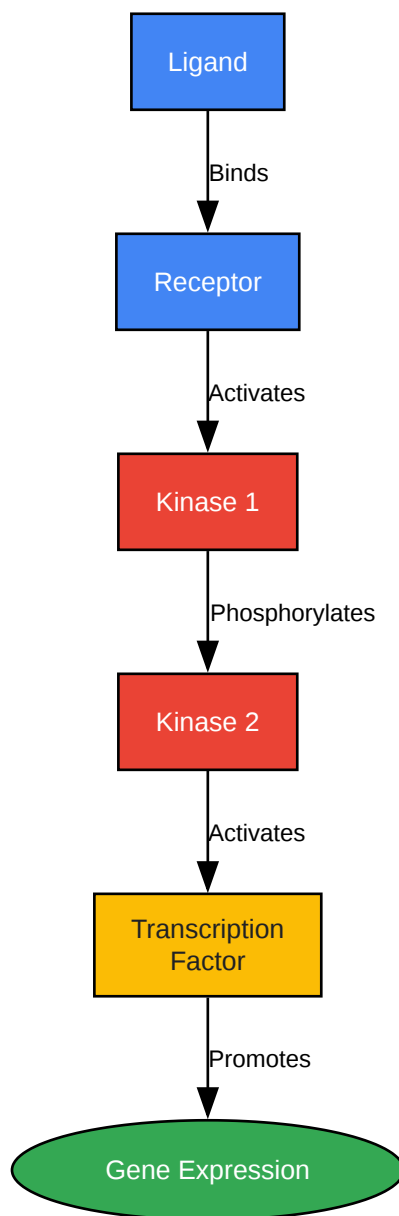 Ligand
Binds
Receptor
Activates
Kinase 1
Phosphorylates
Kinase 2
Activates
Transcription
Factor
Promotes
Gene Expression